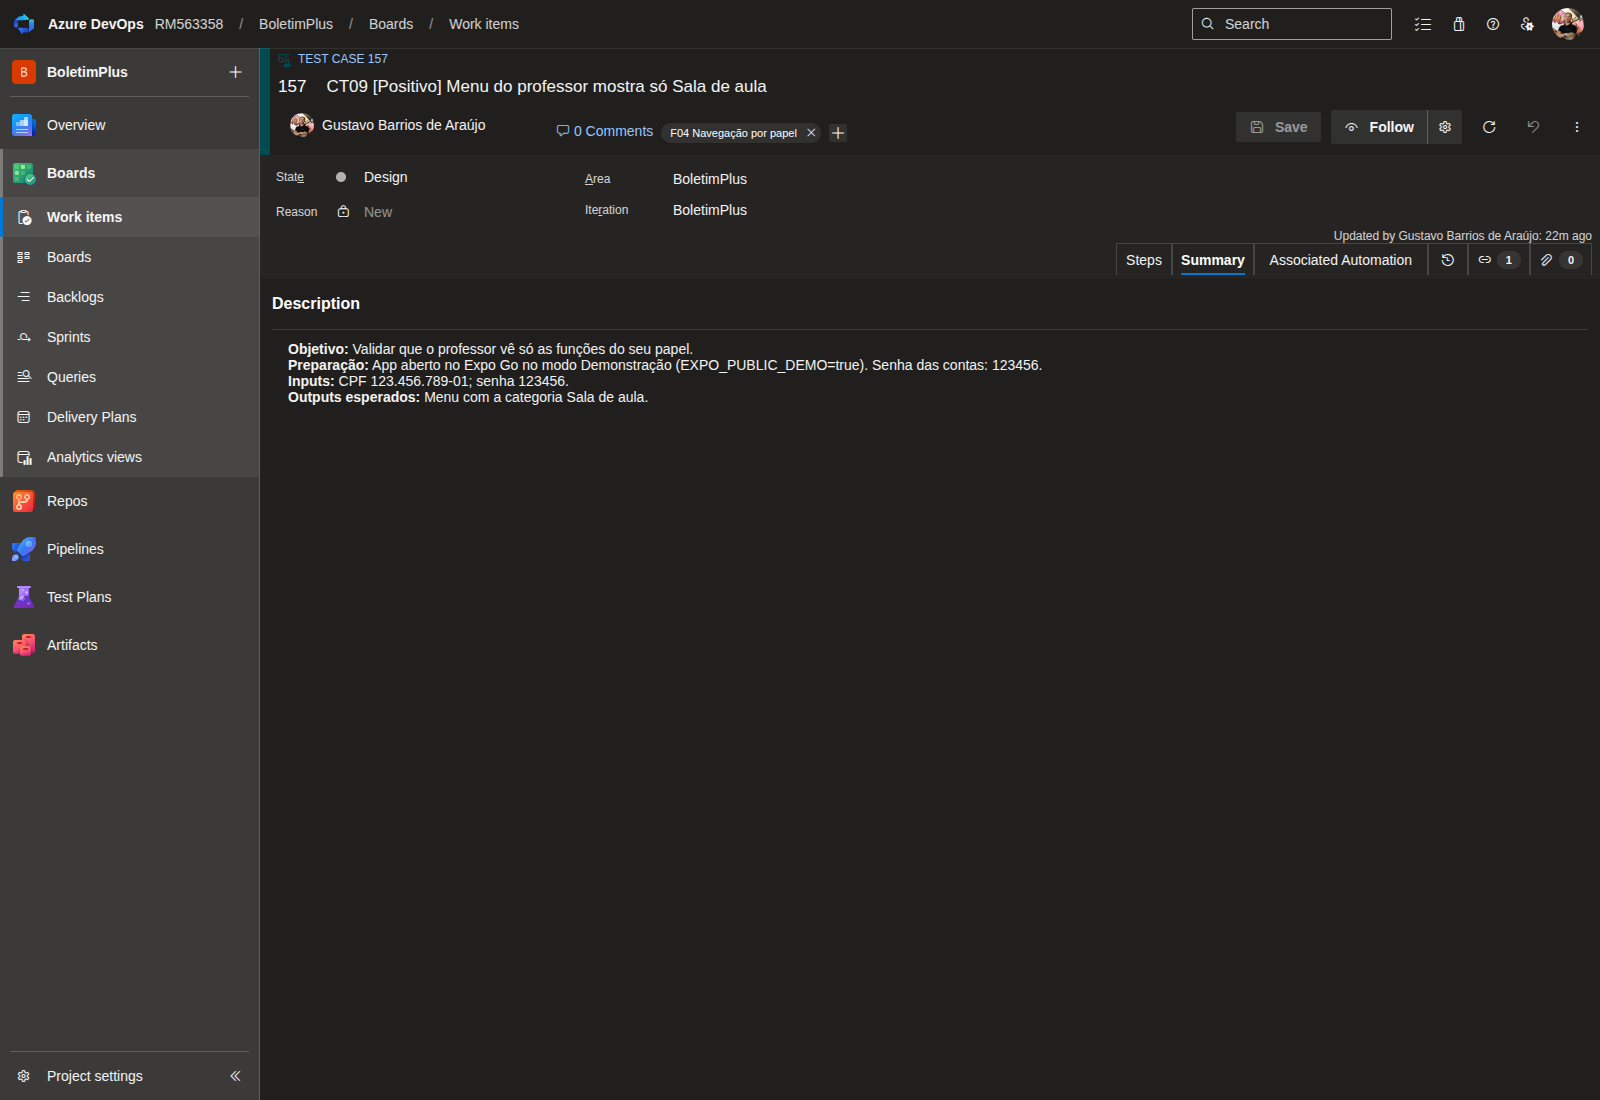 Azure DevOps RM563358 / BoletimPlus / Boards / Work items
Search
B BoletimPlus
Overview
Boards
Work items
Boards
Backlogs
Sprints
Queries
Delivery Plans
Analytics views
Repos
Pipelines
Test Plans
Artifacts
Project settings
TEST CASE 157
157 CT09 [Positivo] Menu do professor mostra só Sala de aula
Gustavo Barrios de Araújo
0 Comments
F04 Navegação por papel
Save
Follow
State Design
Area BoletimPlus
Reason New
Iteration BoletimPlus
Updated by Gustavo Barrios de Araújo: 22m ago
Steps Summary Associated Automation 1 0
Description
Objetivo: Validar que o professor vê só as funções do seu papel.
Preparação: App aberto no Expo Go no modo Demonstração (EXPO_PUBLIC_DEMO=true). Senha das contas: 123456.
Inputs: CPF 123.456.789-01; senha 123456.
Outputs esperados: Menu com a categoria Sala de aula.